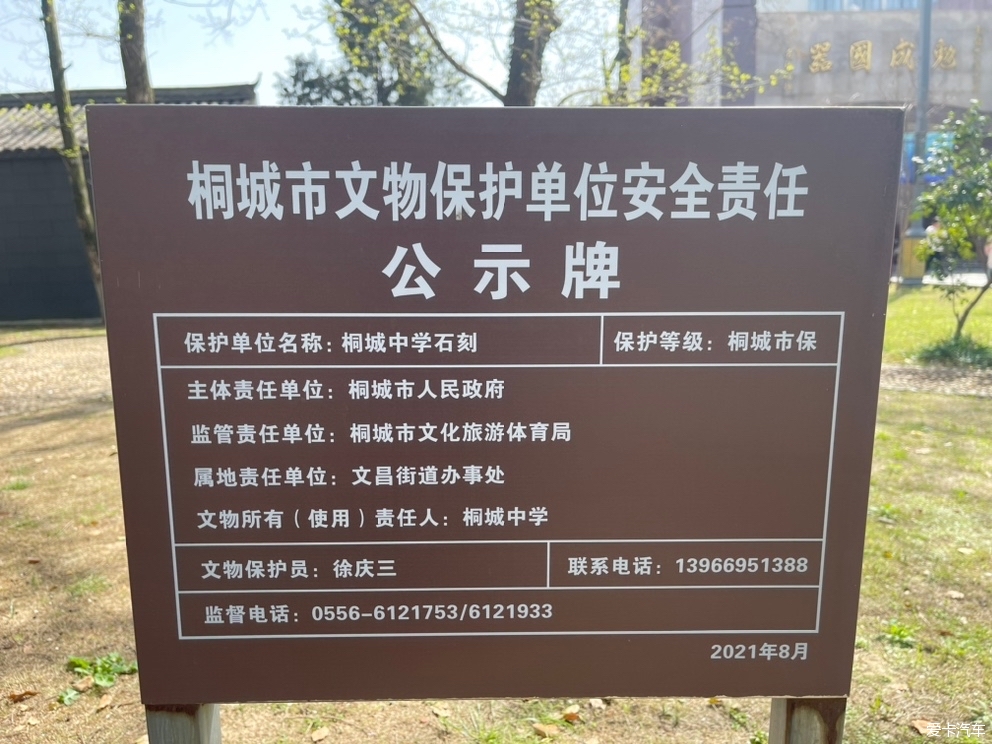 勉成國器
桐城市文物保护单位安全责任
公示牌
保护单位名称：桐城中学石刻 保护等级：桐城市保
主体责任单位：桐城市人民政府
监管责任单位：桐城市文化旅游体育局
属地责任单位：文昌街道办事处
文物所有（使用）责任人：桐城中学
文物保护员：徐庆三 联系电话：13966951388
监督电话：0556-6121753/6121933
2021年8月
爱卡汽车